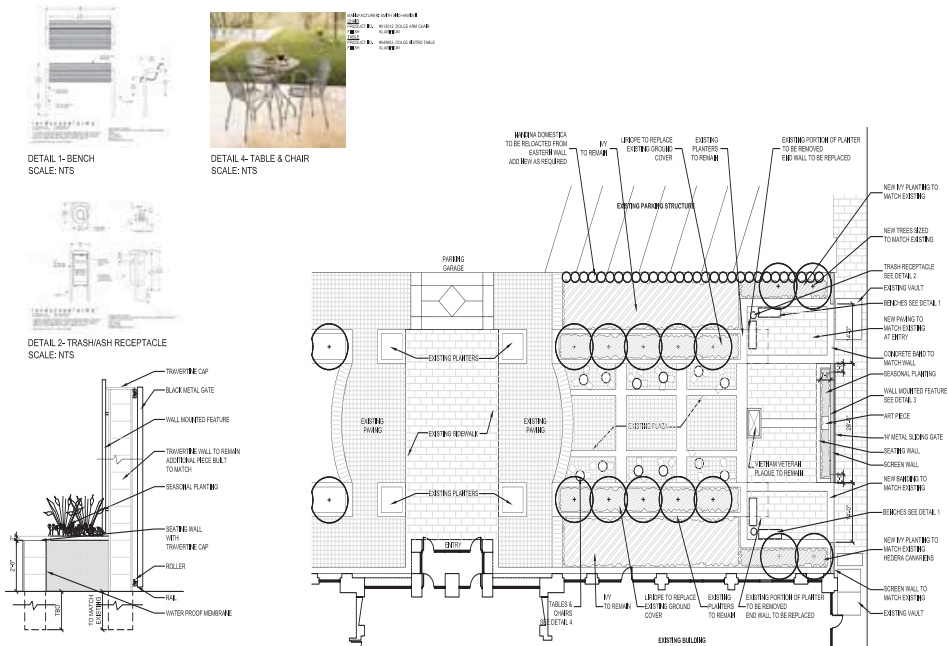 DETAIL 1- BENCH
SCALE: NTS
DETAIL 4- TABLE & CHAIR
SCALE: NTS
DETAIL 2- TRASH/ASH RECEPTACLE
SCALE: NTS
TRAVERTINE CAP
BLACK METAL GATE
WALL MOUNTED FEATURE
TRAVERTINE WALL TO REMAIN
ADDITIONAL PIECE BUILT
TO MATCH
SEASONAL PLANTING
SEATING WALL
WITH
TRAVERTINE CAP
ROLLER
RAIL
WATER PROOF MEMBRANE
2"
2'-0"
TBD
TO MATCH
EXISTING
NANDINA DOMESTICA
TO BE RELOACTED FROM
EASTERN WALL
ADD NEW AS REQUIRED
IVY
TO REMAIN
LIRIOPE TO REPLACE
EXISTING GROUND
COVER
EXISTING
PLANTERS
TO REMAIN
EXISTING PORTION OF PLANTER
TO BE REMOVED
END WALL TO BE REPLACED
EXISTING PARKING STRUCTURE
PARKING
GARAGE
EXISTING PLANTERS
EXISTING
PAVING
EXISTING SIDEWALK
EXISTING
PAVING
EXISTING PLANTERS
ENTRY
EXISTING PLAZA
VIETNAM VETERAN
PLAQUE TO REMAIN
NEW IVY PLANTING TO
MATCH EXISTING
NEW TREES SIZED
TO MATCH EXISTING
TRASH RECEPTACLE
SEE DETAIL 2
EXISTING VAULT
BENCHES SEE DETAIL 1
NEW PAVING TO
MATCH EXISTING
AT ENTRY
CONCRETE BAND TO
MATCH WALL
SEASONAL PLANTING
WALL MOUNTED FEATURE
SEE DETAIL 3
ART PIECE
14' METAL SLIDING GATE
SEATING WALL
SCREEN WALL
NEW BANDING TO
MATCH EXISTING
BENCHES SEE DETAIL 1
NEW IVY PLANTING TO
MATCH EXISTING
HEDERA CANARIENS
SCREEN WALL TO
MATCH EXISTING
EXISTING VAULT
TABLES &
CHAIRS
SEE DETAIL 4
IVY
TO REMAIN
LIRIOPE TO REPLACE
EXISTING GROUND
COVER
EXISTING
PLANTERS
TO REMAIN
EXISTING PORTION OF PLANTER
TO BE REMOVED
END WALL TO BE REPLACED
EXISTING BUILDING